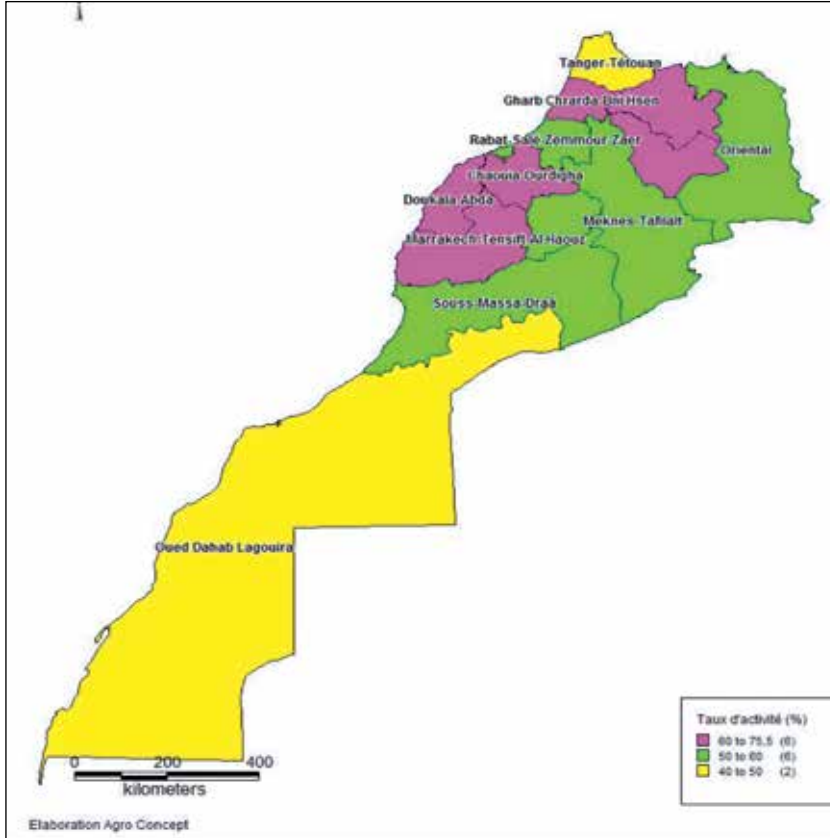 Tanger-Tétouan
Gharb Chrarda-Bni Hsen
Rabat-Sale-Zemmour-Zaer
Oriental
Chaouia-Ourdigha
Doukala-Abda
Meknes-Tafilalt
Marrakech-Tensift-Al Haouz
Souss-Massa-Draâ
Oued Dahab Lagouira
0 200 400
kilometers
Taux d'activité (%)
60 to 75,5 (6)
50 to 60 (6)
40 to 50 (2)
Elaboration Agro Concept